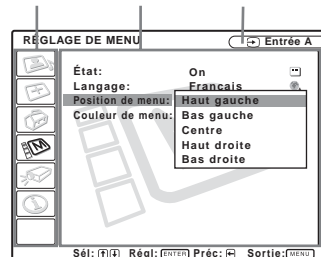 RÉGLAGE DE MENU
Entrée A
État: On
Langage: Français
Position de menu: Haut gauche
Couleur de menu: Bas gauche
Centre
Haut droite
Bas droite
Sél: Régl: ENTER Préc: Sortie: MENU